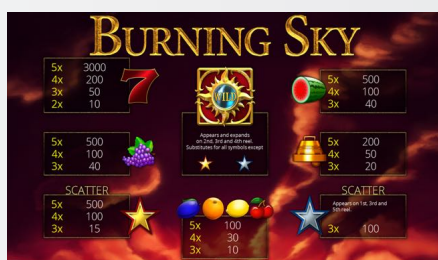 BURNING SKY
5x 3000
4x 200
3x 50
2x 10
WILD
Appears and expands
on 2nd, 3rd and 4th reel.
Substitutes for all symbols except
5x 500
4x 100
3x 40
5x 500
4x 100
3x 40
5x 200
4x 50
3x 20
SCATTER
5x 500
4x 100
3x 15
5x 100
4x 30
3x 10
SCATTER
Appears on 1st, 3rd and
5th reel.
3x 100